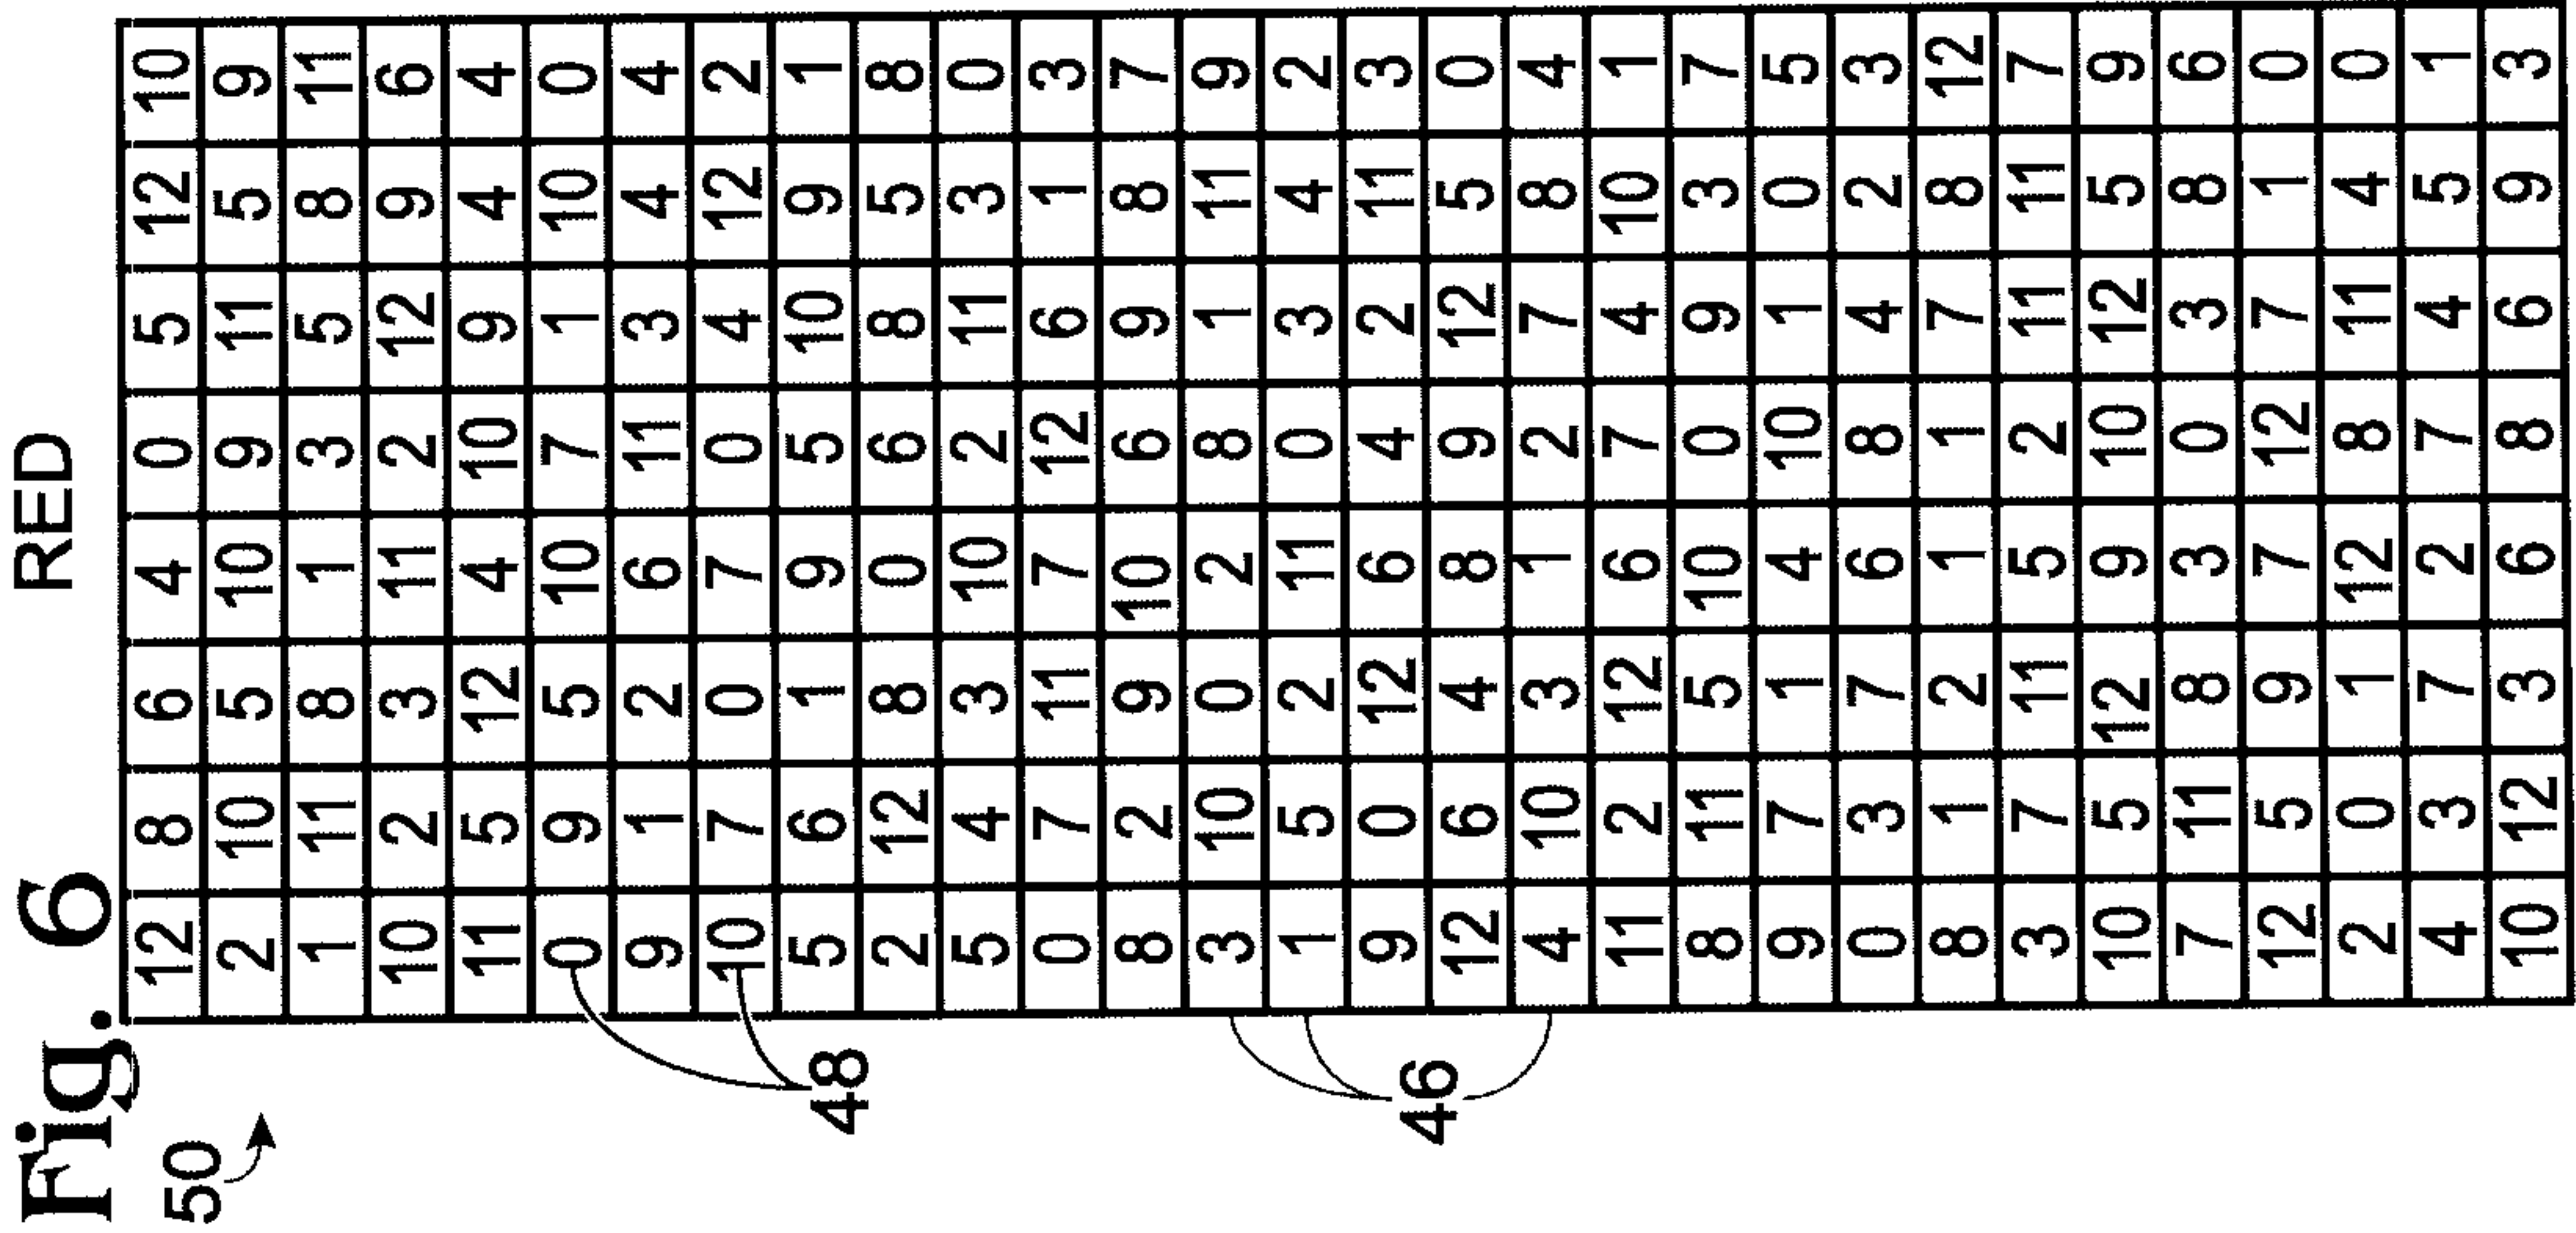 Fig. 6 RED
50
12 8 6 4 0 5 12 10
2 10 5 10 9 11 5 9
1 11 8 1 3 5 8 11
10 2 3 11 2 12 9 6
11 5 12 4 10 9 4 4
0 9 5 10 7 1 10 0
9 1 2 6 11 3 4 4
10 7 0 7 0 4 12 2
48
5 6 1 9 5 10 9 1
2 12 8 0 6 8 5 8
5 4 3 10 2 11 3 0
0 7 11 7 12 6 1 3
8 2 9 10 6 9 8 7
3 10 0 2 8 1 11 9
1 5 2 11 0 3 4 2
9 0 12 6 4 2 11 3
46
12 6 4 8 9 12 5 0
4 10 3 1 2 7 8 4
11 2 12 6 7 4 10 1
8 11 5 10 0 9 3 7
9 7 1 4 10 1 0 5
0 3 7 6 8 4 2 3
8 1 2 1 1 7 8 12
3 7 11 5 2 11 11 7
10 5 12 9 10 12 5 9
7 11 8 3 0 3 8 6
12 5 9 7 12 7 1 0
2 0 1 12 8 11 4 0
4 3 7 2 7 4 5 1
10 12 3 6 8 6 9 3